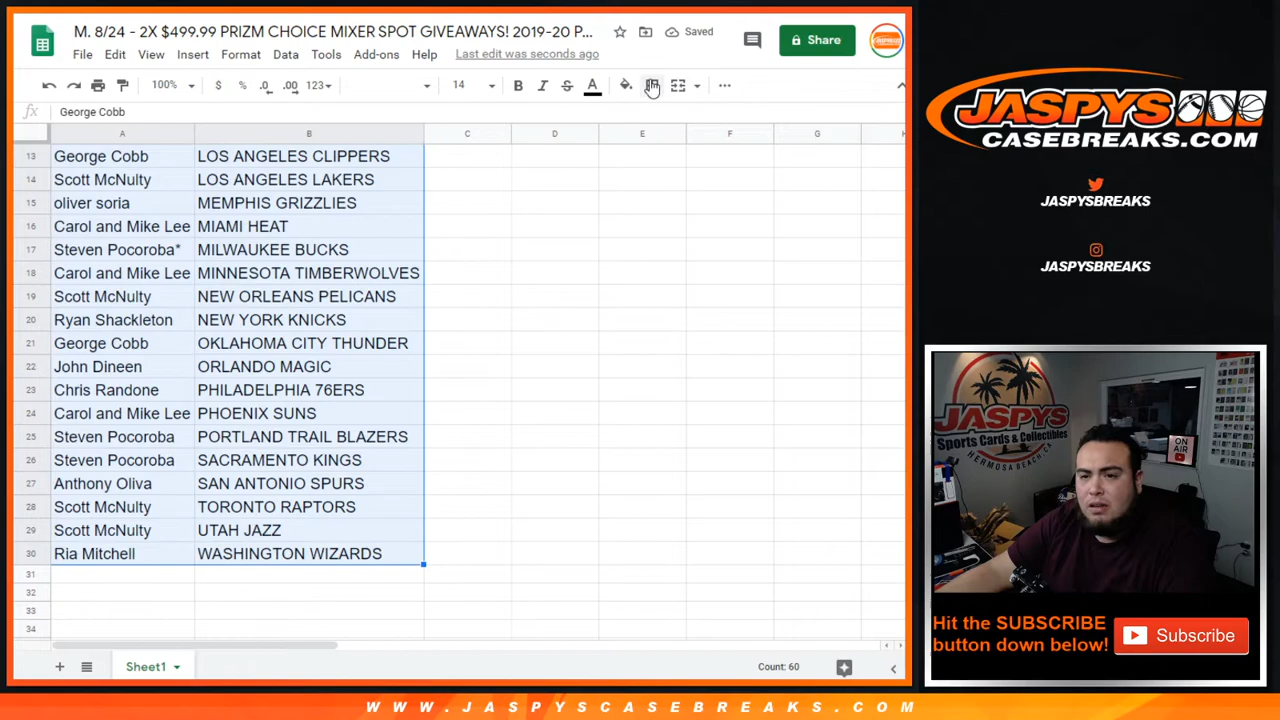 M. 8/24 - 2X $499.99 PRIZM CHOICE MIXER SPOT GIVEAWAYS! 2019-20 P...
Saved
Share
File Edit View Insert Format Data Tools Add-ons Help Last edit was seconds ago
100% $ % .0 .00 123 14 B I S A
fx George Cobb
A B C D E F G H
13 George Cobb LOS ANGELES CLIPPERS
14 Scott McNulty LOS ANGELES LAKERS
15 oliver soria MEMPHIS GRIZZLIES
16 Carol and Mike Lee MIAMI HEAT
17 Steven Pocoroba* MILWAUKEE BUCKS
18 Carol and Mike Lee MINNESOTA TIMBERWOLVES
19 Scott McNulty NEW ORLEANS PELICANS
20 Ryan Shackleton NEW YORK KNICKS
21 George Cobb OKLAHOMA CITY THUNDER
22 John Dineen ORLANDO MAGIC
23 Chris Randone PHILADELPHIA 76ERS
24 Carol and Mike Lee PHOENIX SUNS
25 Steven Pocoroba PORTLAND TRAIL BLAZERS
26 Steven Pocoroba SACRAMENTO KINGS
27 Anthony Oliva SAN ANTONIO SPURS
28 Scott McNulty TORONTO RAPTORS
29 Scott McNulty UTAH JAZZ
30 Ria Mitchell WASHINGTON WIZARDS
31
32
33
34
Sheet1
Count: 60
JASPYS
CASEBREAKS.COM
JASPYSBREAKS
JASPYSBREAKS
JASPYS
Sports Cards & Collectibles
HERMOSA BEACH, CA
ON AIR
Hit the SUBSCRIBE
button down below!
Subscribe
WWW.JASPYSCASEBREAKS.COM